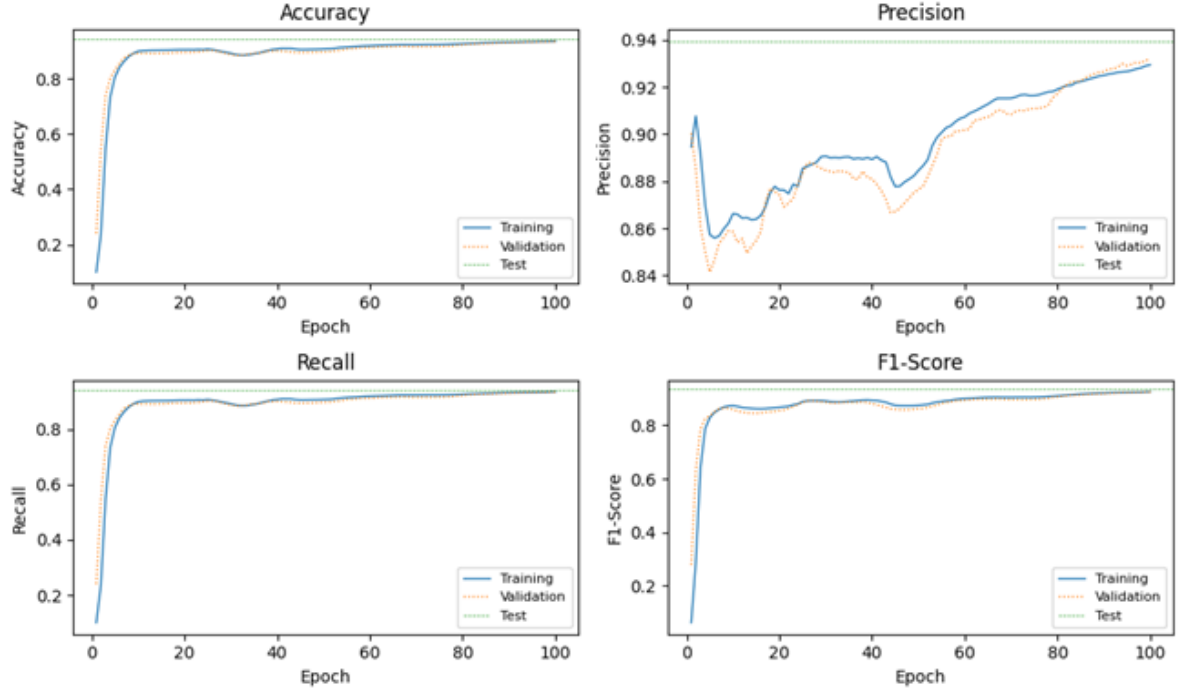 Accuracy
Accuracy
0.8
0.6
0.4
0.2
Training
Validation
Test
0 20 40 60 80 100
Epoch
Precision
Precision
0.94
0.92
0.90
0.88
0.86
0.84
Training
Validation
Test
0 20 40 60 80 100
Epoch
Recall
Recall
0.8
0.6
0.4
0.2
Training
Validation
Test
0 20 40 60 80 100
Epoch
F1-Score
F1-Score
0.8
0.6
0.4
0.2
Training
Validation
Test
0 20 40 60 80 100
Epoch